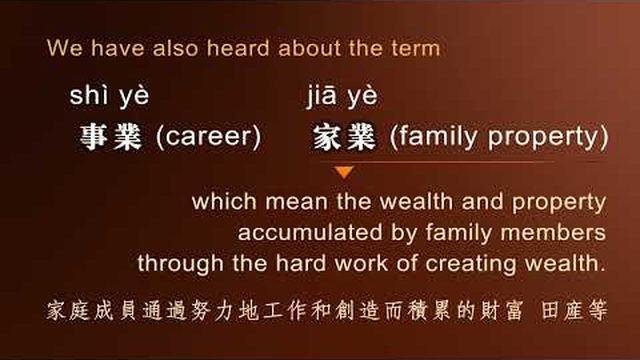 We have also heard about the term
shì yè jiā yè
事業 (career) 家業 (family property)
which mean the wealth and property
accumulated by family members
through the hard work of creating wealth.
家庭成員通過努力地工作和創造而積累的財富 田産等